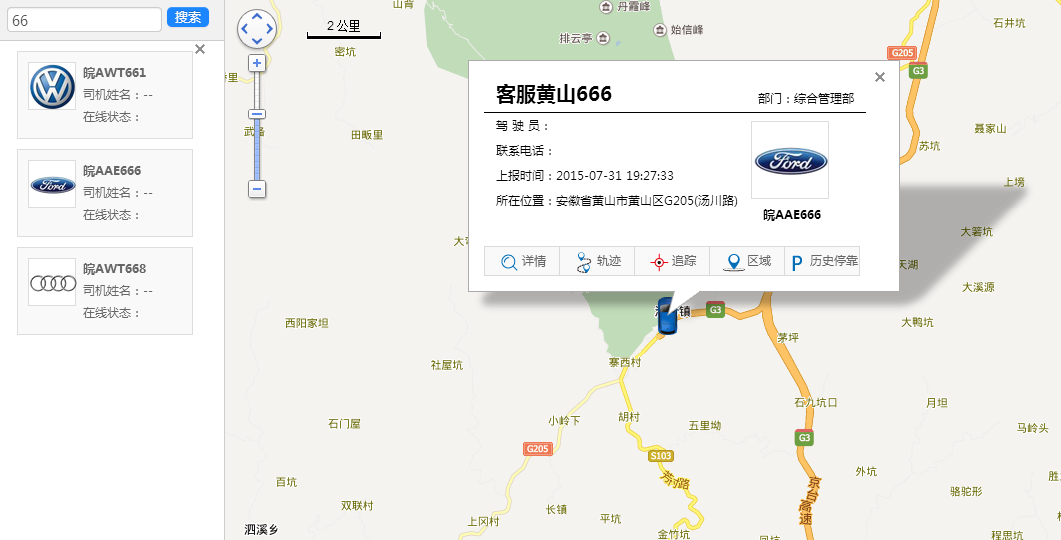 66
搜索
皖AWT661
司机姓名：--
在线状态：
皖AAE666
司机姓名：--
在线状态：
皖AWT668
司机姓名：--
在线状态：
2 公里
山背
丹霞峰
始信峰
排云亭
密坑
石井坑
G205
G3
田畈里
聂家山
苏坑
上塝
客服黄山666
部门：综合管理部
驾 驶 员：
联系电话：
上报时间：2015-07-31 19:27:33
所在位置：安徽省黄山市黄山区G205(汤川路)
Ford
皖AAE666
详情
轨迹
追踪
区域
P 历史停靠
大箬坑
天湖
大溪源
镇
G3
西阳家坦
大鸭坑
茅坪
社屋坑
寨西村
石九坑口
月坦
小岭下
胡村
石门屋
五里坳
马岭头
G205
S103
G3
外坑
百坑
芳村路
骆驼形
双联村
长镇
京台高速
上冈村
平坑
泗溪乡
金竹坑
程思坑